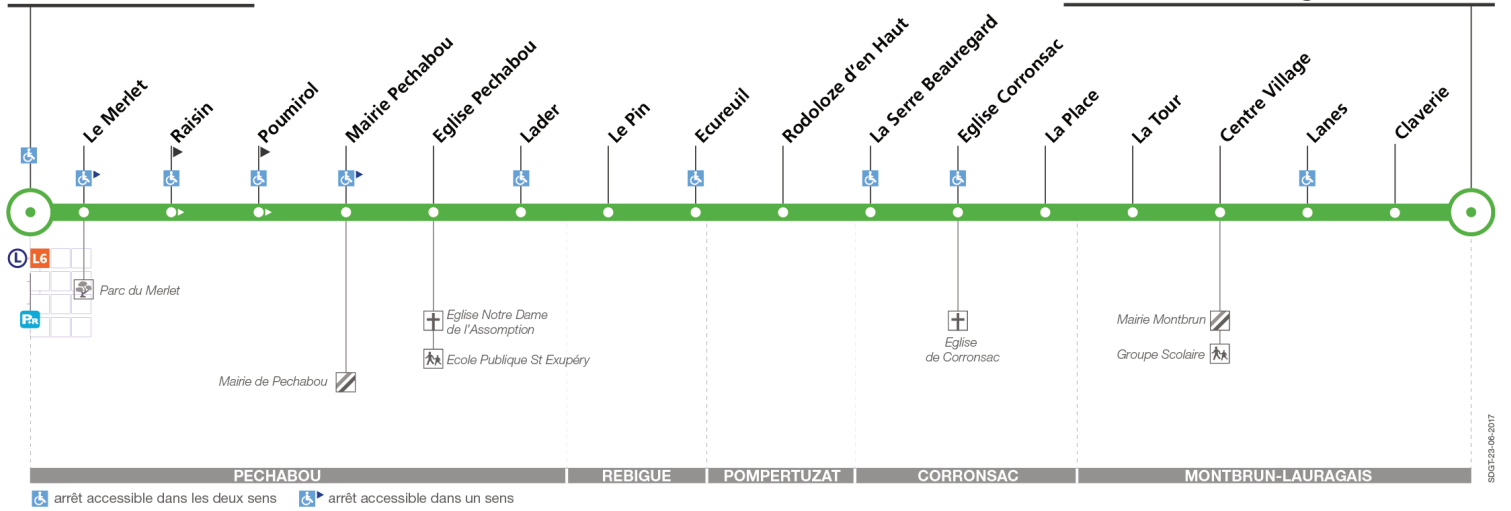 Le Merlet
Raisin
Poumirol
Mairie Pechabou
Eglise Pechabou
Lader
Le Pin
Ecureuil
Rodoloze d'en Haut
La Serre Beauregard
Eglise Corronsac
La Place
La Tour
Centre Village
Lanes
Claverie
L L6
Parc du Merlet
P+R
Eglise Notre Dame
de l'Assomption
Ecole Publique St Exupéry
Mairie de Pechabou
Eglise
de Corronsac
Mairie Montbrun
Groupe Scolaire
PECHABOU
REBIGUE
POMPERTUZAT
CORRONSAC
MONTBRUN-LAURAGAIS
arrêt accessible dans les deux sens
arrêt accessible dans un sens
SDGT-23-06-2017